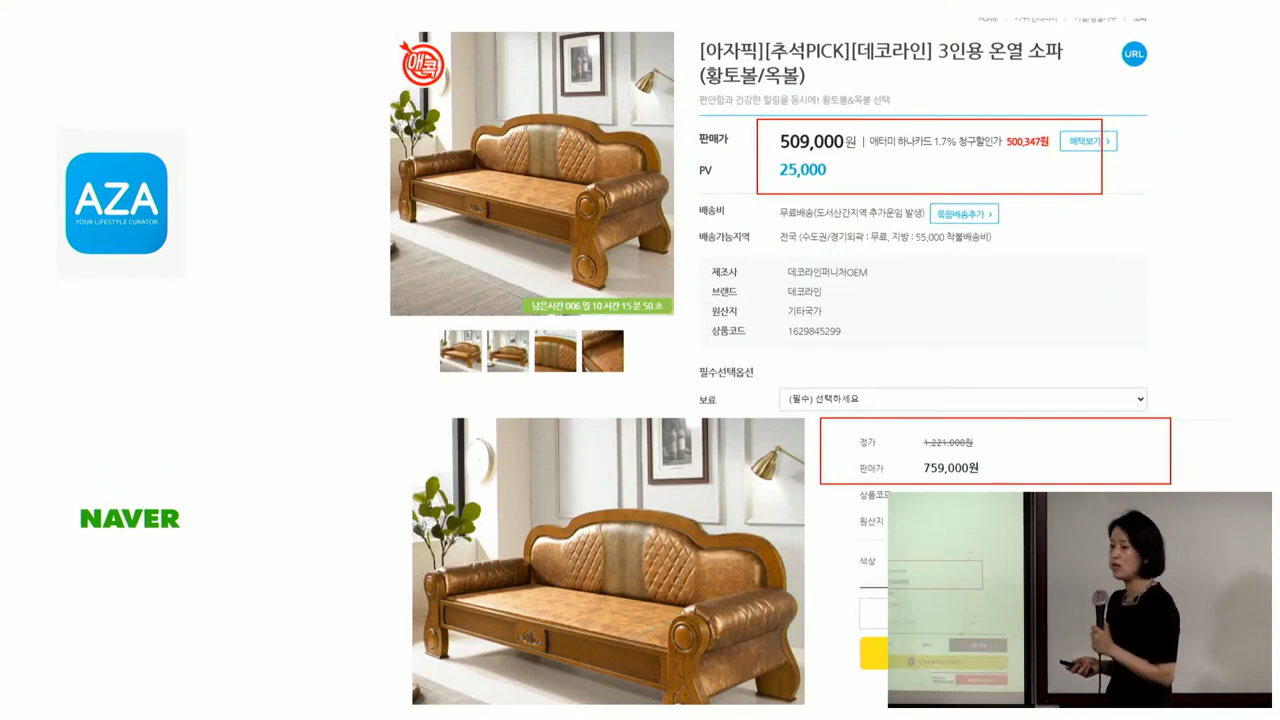 AZA
YOUR LIFESTYLE CURATOR
NAVER
애콕
남은시간 006 일 10 시간 15 분 50 초
[아자픽][추석PICK][데코라인] 3인용 온열 소파
(황토볼/옥볼)
URL
편안함과 건강한 힐링을 동시에! 황토볼&옥볼 선택
판매가 509,000원 | 애터미 하나카드 1.7% 청구할인가 500,347원 혜택보기 >
PV 25,000
배송비 무료배송(도서산간지역 추가운임 발생) 묶음배송추가 >
배송가능지역 전국 (수도권/경기외곽 : 무료, 지방 : 55,000 착불배송비)
제조사 데코라인퍼니처OEM
브랜드 데코라인
원산지 기타국가
상품코드 1629845299
필수선택옵션
보료 (필수) 선택하세요
정가 1,221,000원
판매가 759,000원
상품코드
원산지
색상